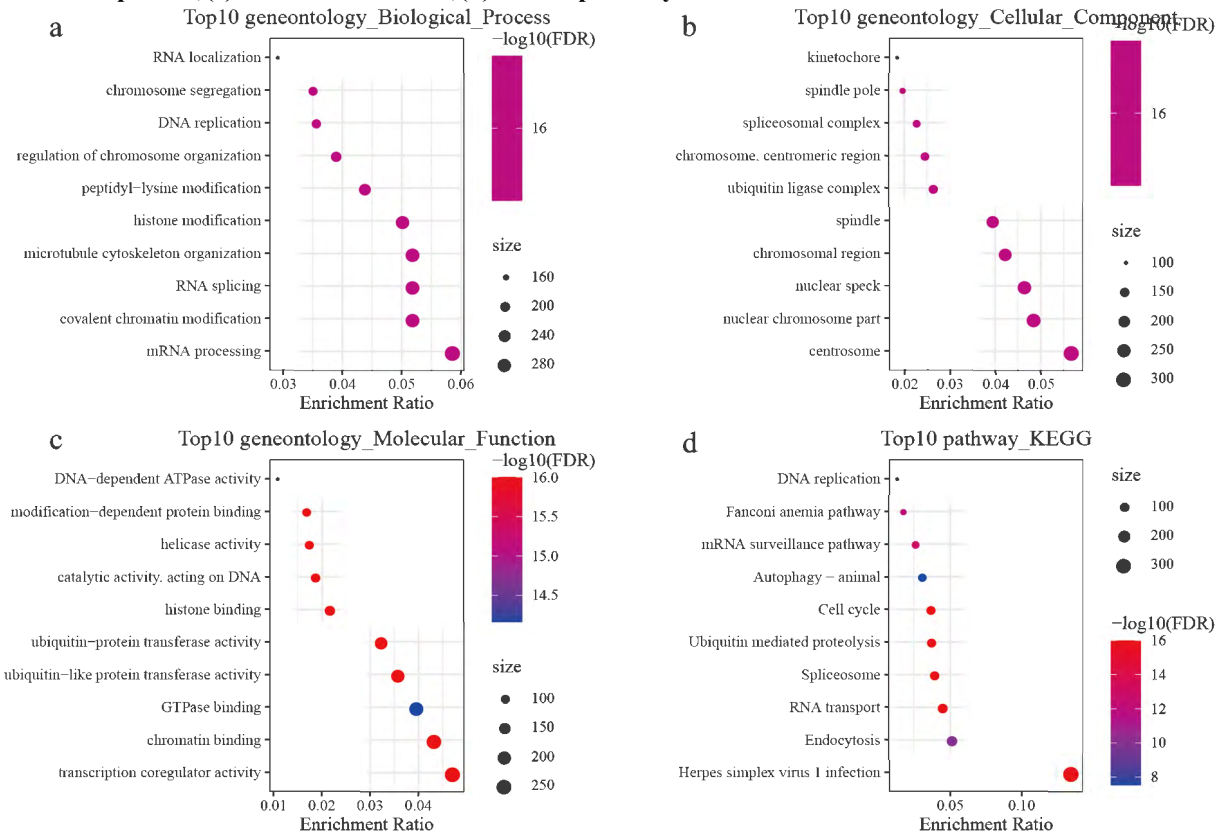 a
Top10 geneontology_Biological_Process
−log10(FDR)
RNA localization
chromosome segregation
DNA replication
16
regulation of chromosome organization
peptidyl−lysine modification
histone modification
size
microtubule cytoskeleton organization
160
RNA splicing
200
covalent chromatin modification
240
mRNA processing
280
0.03 0.04 0.05 0.06
Enrichment Ratio
b
Top10 geneontology_Cellular_Component
−log10(FDR)
kinetochore
spindle pole
spliceosomal complex
16
chromosome, centromeric region
ubiquitin ligase complex
spindle
size
chromosomal region
100
nuclear speck
150
nuclear chromosome part
200
250
centrosome
300
0.02 0.03 0.04 0.05
Enrichment Ratio
c
Top10 geneontology_Molecular_Function
−log10(FDR)
DNA−dependent ATPase activity
16.0
modification−dependent protein binding
15.5
helicase activity
15.0
catalytic activity, acting on DNA
14.5
histone binding
ubiquitin−protein transferase activity
size
ubiquitin−like protein transferase activity
100
GTPase binding
150
chromatin binding
200
transcription coregulator activity
250
0.01 0.02 0.03 0.04
Enrichment Ratio
d
Top10 pathway_KEGG
DNA replication
size
Fanconi anemia pathway
100
mRNA surveillance pathway
200
300
Autophagy − animal
Cell cycle
−log10(FDR)
Ubiquitin mediated proteolysis
16
Spliceosome
14
RNA transport
12
Endocytosis
10
Herpes simplex virus 1 infection
8
0.05 0.10
Enrichment Ratio